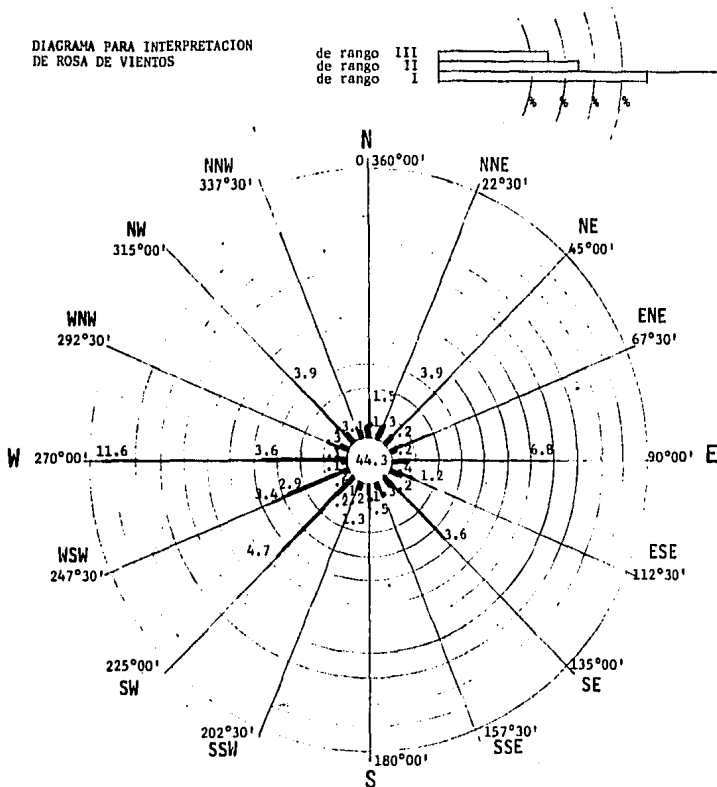 DIAGRAMA PARA INTERPRETACION
DE ROSA DE VIENTOS
de rango III
de rango II
de rango I
% % % %
N
0 360°00'
NNW
337°30'
NNE
22°30'
NW
315°00'
NE
45°00'
WNW
292°30'
ENE
67°30'
3.9
3.9
1.5
W 270°00' 11.6 3.6 44.3 6.8 90°00' E
1.2
2.9
3.4
1.3
3.6
4.7
WSW
247°30'
ESE
112°30'
225°00'
SW
135°00'
SE
202°30'
SSW
157°30'
SSE
180°00'
S